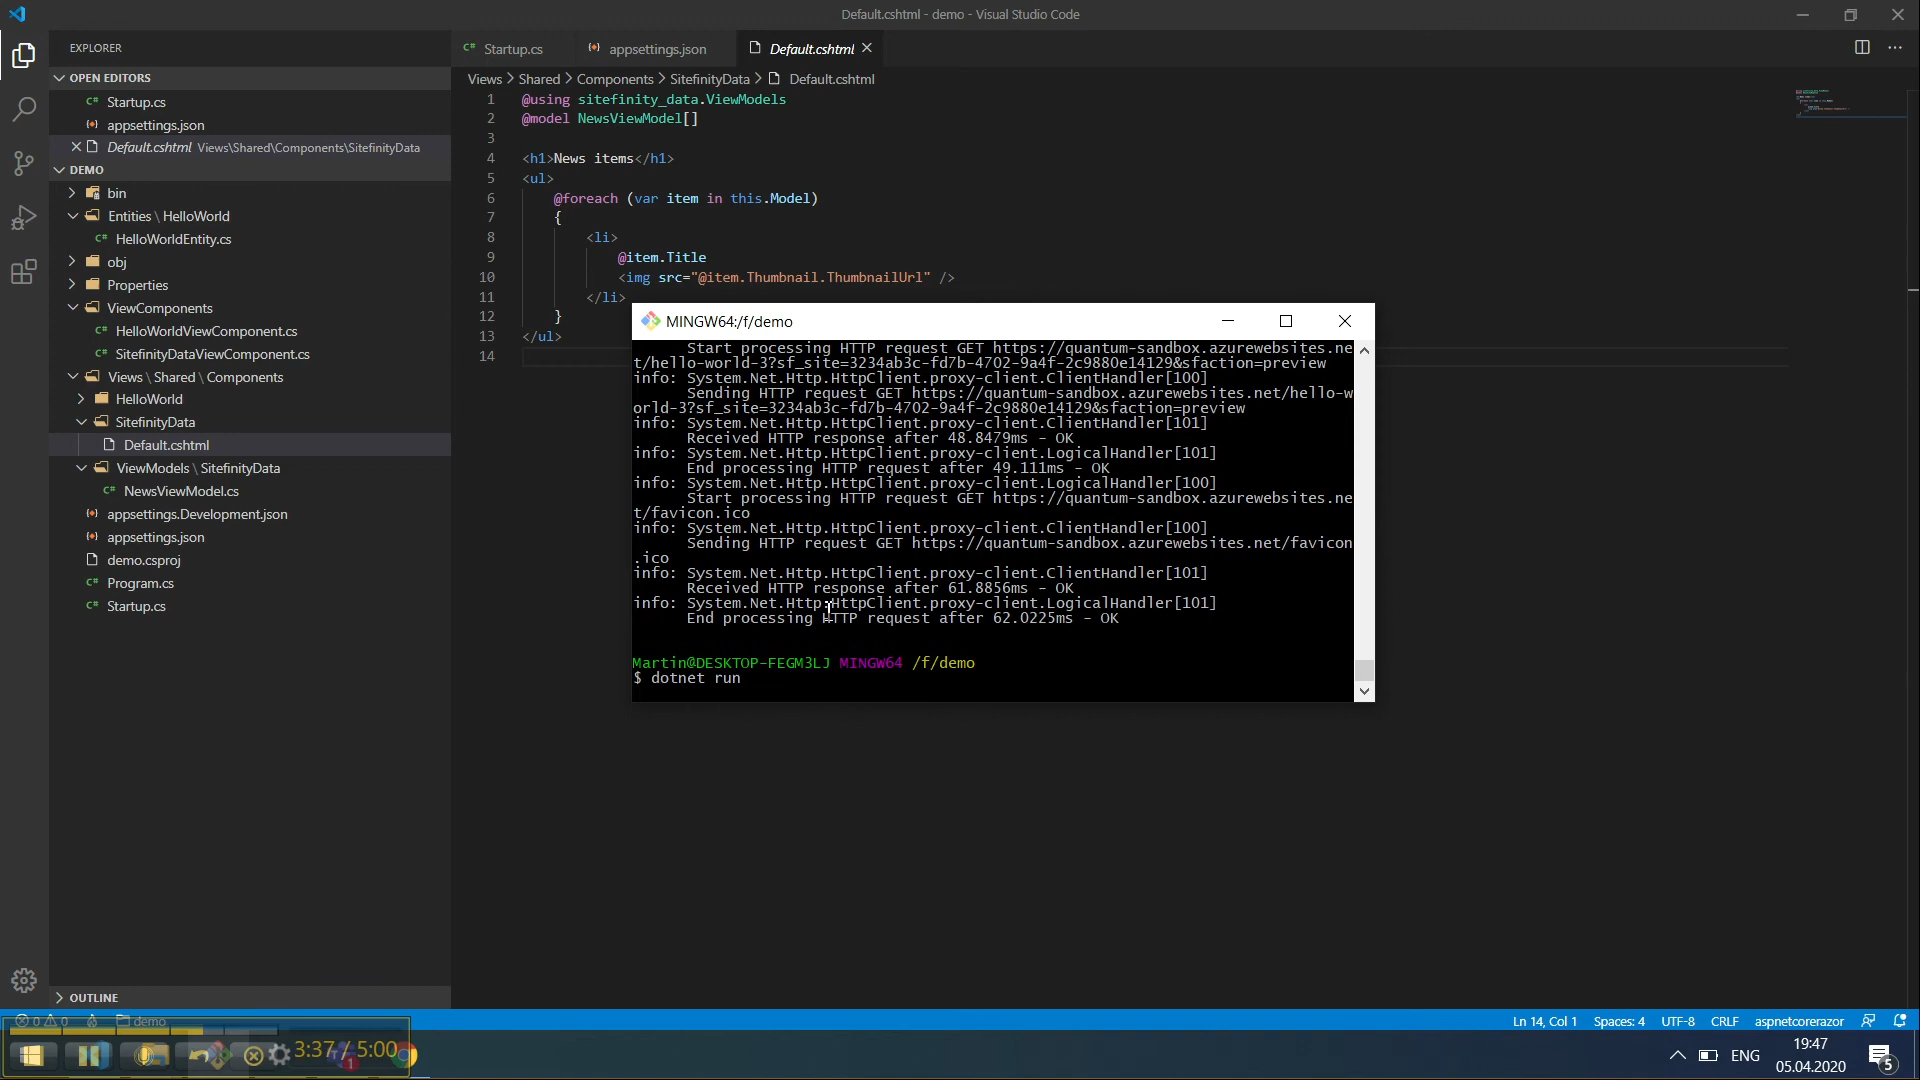 Default.cshtml - demo - Visual Studio Code
EXPLORER
OPEN EDITORS
C# Startup.cs
appsettings.json
Default.cshtml Views\Shared\Components\SitefinityData
DEMO
bin
Entities \ HelloWorld
C# HelloWorldEntity.cs
obj
Properties
ViewComponents
C# HelloWorldViewComponent.cs
C# SitefinityDataViewComponent.cs
Views \ Shared \ Components
HelloWorld
SitefinityData
Default.cshtml
ViewModels \ SitefinityData
C# NewsViewModel.cs
appsettings.Development.json
appsettings.json
demo.csproj
C# Program.cs
C# Startup.cs
OUTLINE
C# Startup.cs appsettings.json Default.cshtml
Views > Shared > Components > SitefinityData > Default.cshtml
1 @using sitefinity_data.ViewModels
2 @model NewsViewModel[]
3
4 <h1>News items</h1>
5 <ul>
6 @foreach (var item in this.Model)
7 {
8 <li>
9 @item.Title
10 <img src="@item.Thumbnail.ThumbnailUrl" />
11 </li>
12 }
13 </ul>
14
MINGW64:/f/demo
Start processing HTTP request GET https://quantum-sandbox.azurewebsites.ne
t/hello-world-3?sf_site=3234ab3c-fd7b-4702-9a4f-2c9880e14129&sfaction=preview
info: System.Net.Http.HttpClient.proxy-client.ClientHandler[100]
Sending HTTP request GET https://quantum-sandbox.azurewebsites.net/hello-w
orld-3?sf_site=3234ab3c-fd7b-4702-9a4f-2c9880e14129&sfaction=preview
info: System.Net.Http.HttpClient.proxy-client.ClientHandler[101]
Received HTTP response after 48.8479ms - OK
info: System.Net.Http.HttpClient.proxy-client.LogicalHandler[101]
End processing HTTP request after 49.111ms - OK
info: System.Net.Http.HttpClient.proxy-client.LogicalHandler[100]
Start processing HTTP request GET https://quantum-sandbox.azurewebsites.ne
t/favicon.ico
info: System.Net.Http.HttpClient.proxy-client.ClientHandler[100]
Sending HTTP request GET https://quantum-sandbox.azurewebsites.net/favicon
.ico
info: System.Net.Http.HttpClient.proxy-client.ClientHandler[101]
Received HTTP response after 61.8856ms - OK
info: System.Net.Http.HttpClient.proxy-client.LogicalHandler[101]
End processing HTTP request after 62.0225ms - OK
Martin@DESKTOP-FEGM3LJ MINGW64 /f/demo
$ dotnet run
0 0 demo
Ln 14, Col 1 Spaces: 4 UTF-8 CRLF aspnetcorerazor
3:37 / 5:00
1
ENG
19:47
05.04.2020
5